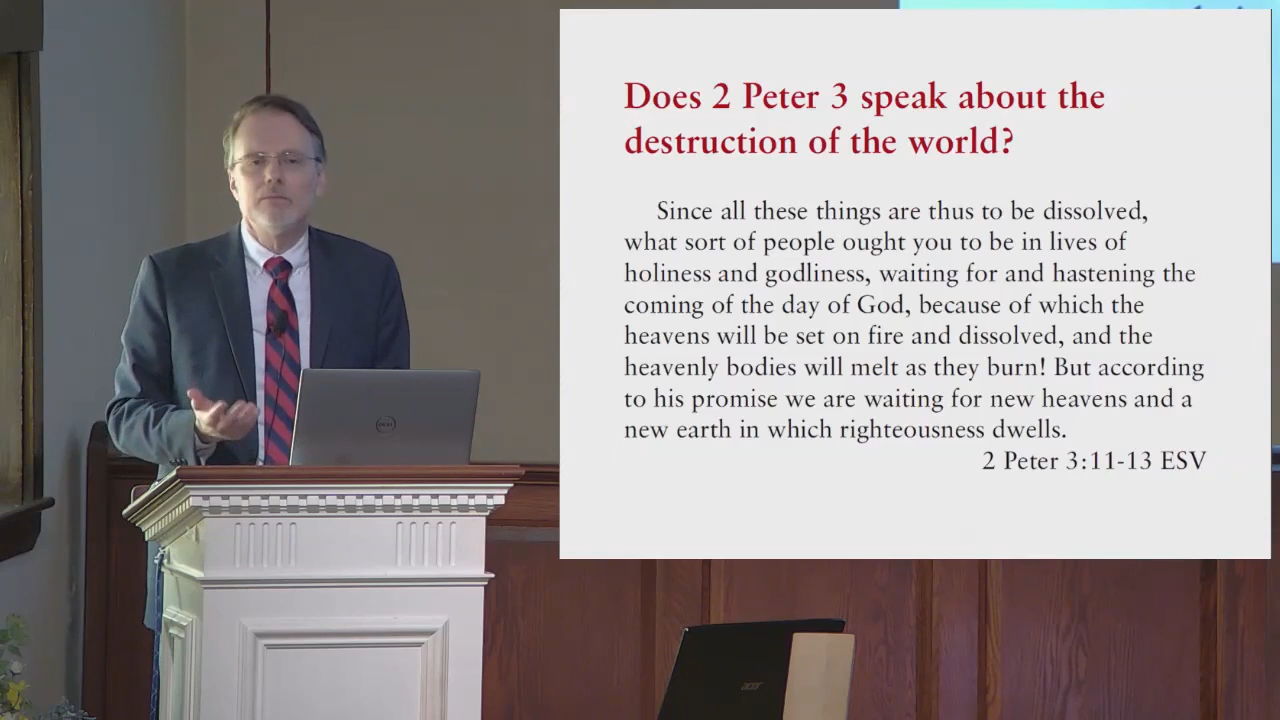 Does 2 Peter 3 speak about the
destruction of the world?
Since all these things are thus to be dissolved,
what sort of people ought you to be in lives of
holiness and godliness, waiting for and hastening the
coming of the day of God, because of which the
heavens will be set on fire and dissolved, and the
heavenly bodies will melt as they burn! But according
to his promise we are waiting for new heavens and a
new earth in which righteousness dwells.
2 Peter 3:11-13 ESV
DELL
acer